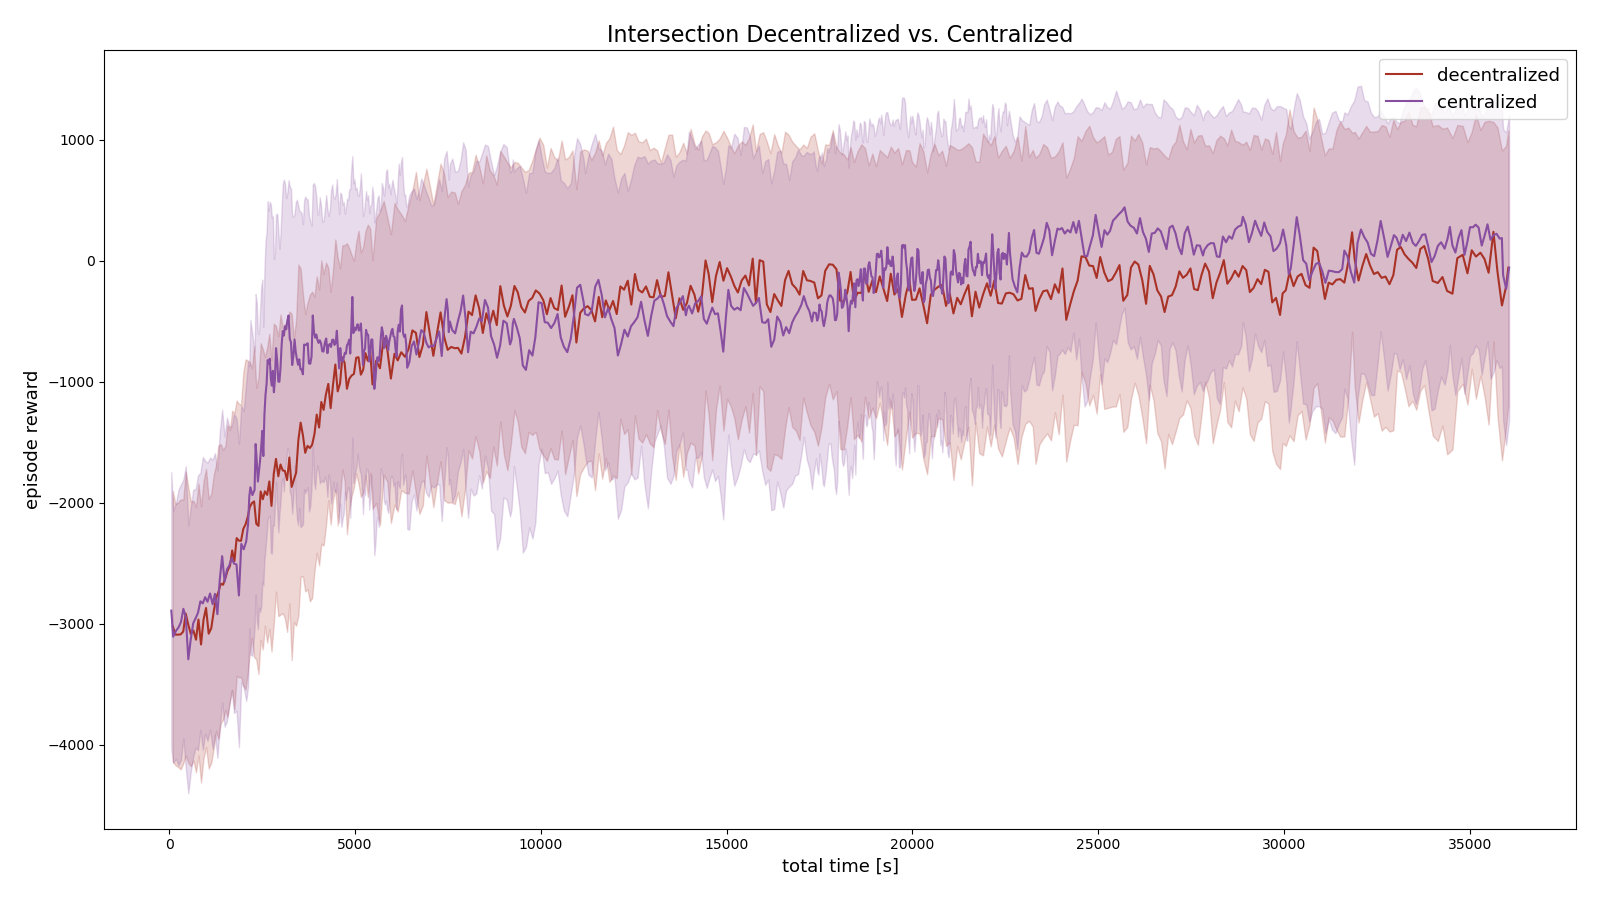 Intersection Decentralized vs. Centralized
decentralized
centralized
1000
0
−1000
−2000
−3000
−4000
episode reward
0 5000 10000 15000 20000 25000 30000 35000
total time [s]